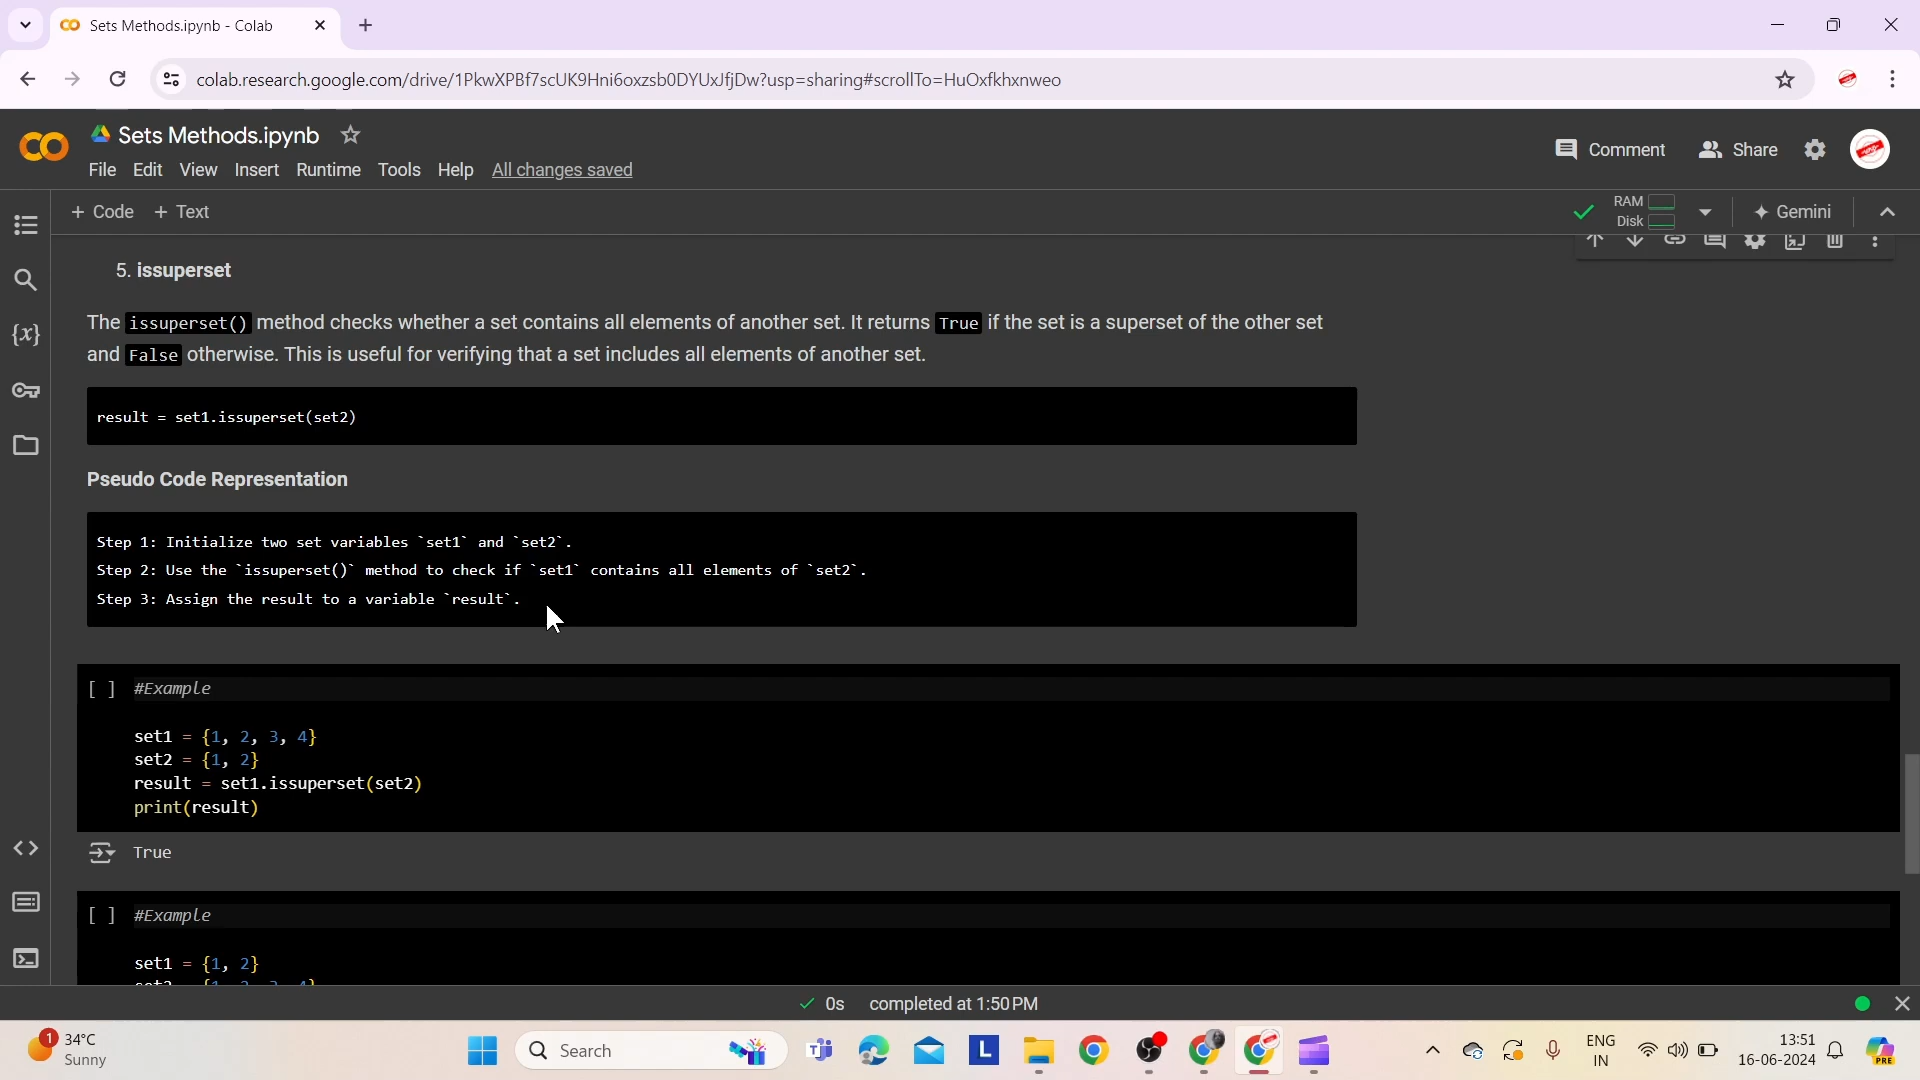 Sets Methods.ipynb - Colab
colab.research.google.com/drive/1PkwXPBf7scUK9Hni6oxzsb0DYUxJfjDw?usp=sharing#scrollTo=HuOxfkhxnweo
Sets Methods.ipynb
File Edit View Insert Runtime Tools Help All changes saved
Comment Share
+ Code + Text
RAM
Disk
Gemini
5. issuperset
The issuperset() method checks whether a set contains all elements of another set. It returns True if the set is a superset of the other set
and False otherwise. This is useful for verifying that a set includes all elements of another set.
result = set1.issuperset(set2)
Pseudo Code Representation
Step 1: Initialize two set variables `set1` and `set2`.
Step 2: Use the `issuperset()` method to check if `set1` contains all elements of `set2`.
Step 3: Assign the result to a variable `result`.
[ ] #Example
set1 = {1, 2, 3, 4}
set2 = {1, 2}
result = set1.issuperset(set2)
print(result)
True
[ ] #Example
set1 = {1, 2}
set2 = {1, 2, 3, 4}
0s completed at 1:50 PM
1
34°C
Sunny
Search
ENG
IN
13:51
16-06-2024
PRE